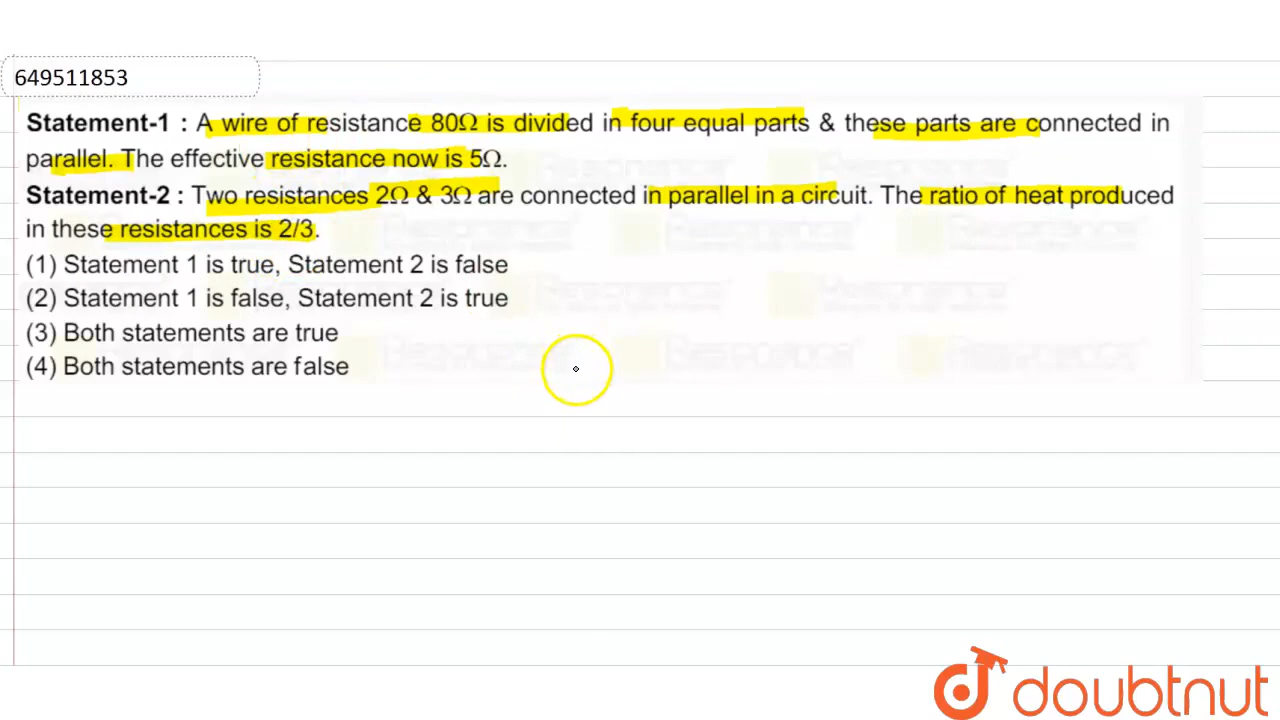 649511853
Statement-1 : A wire of resistance 80Ω is divided in four equal parts & these parts are connected in
parallel. The effective resistance now is 5Ω.
Statement-2 : Two resistances 2Ω & 3Ω are connected in parallel in a circuit. The ratio of heat produced
in these resistances is 2/3.
(1) Statement 1 is true, Statement 2 is false
(2) Statement 1 is false, Statement 2 is true
(3) Both statements are true
(4) Both statements are false
doubtnut